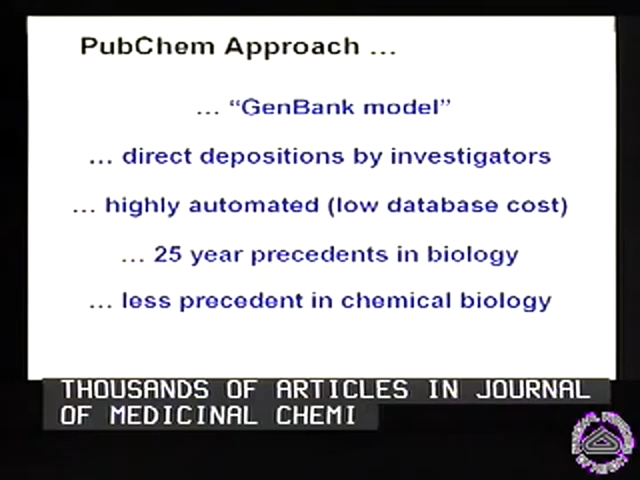 PubChem Approach ...
... “GenBank model”
... direct depositions by investigators
... highly automated (low database cost)
... 25 year precedents in biology
... less precedent in chemical biology
THOUSANDS OF ARTICLES IN JOURNAL
OF MEDICINAL CHEMI